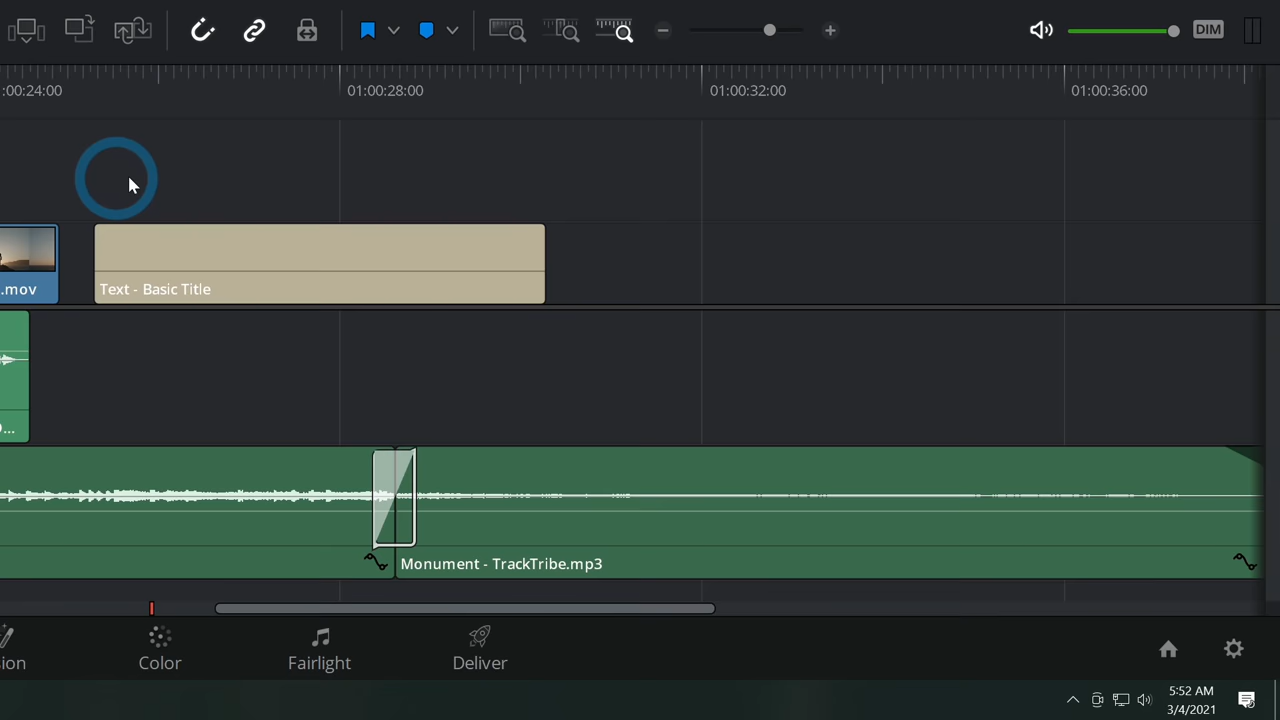 DIM
:00:24:00
01:00:28:00
01:00:32:00
01:00:36:00
.mov
Text - Basic Title
...
Monument - TrackTribe.mp3
sion
Color
Fairlight
Deliver
5:52 AM
3/4/2021